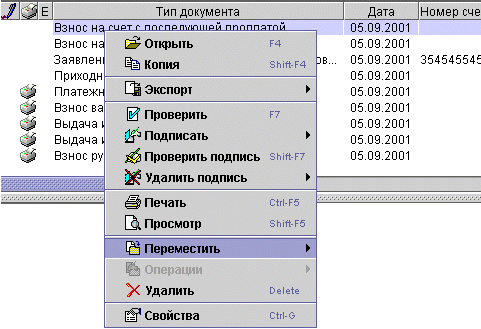 E Тип документа Дата Номер сче
Взнос на счет с последующей проплатой 05.09.2001
Взнос на 05.09.2001
Заявлени ов... 05.09.2001 354545545
Приходн 05.09.2001
Платежн 05.09.2001
Взнос ва 05.09.2001
Выдача и 05.09.2001
Выдача и 05.09.2001
Взнос ру 05.09.2001
Открыть F4
Копия Shift-F4
Экспорт
Проверить F7
Подписать
Проверить подпись Shift-F7
Удалить подпись
Печать Ctrl-F5
Просмотр Shift-F5
Переместить
Операции
Удалить Delete
Свойства Ctrl-G